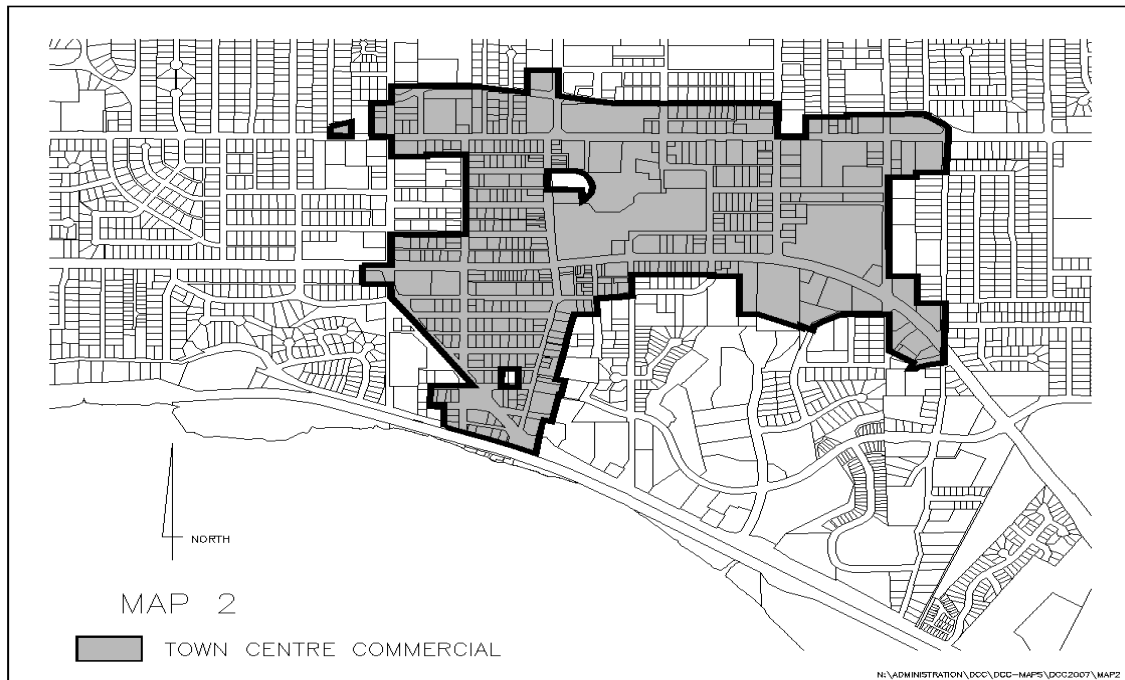 NORTH
MAP 2
TOWN CENTRE COMMERCIAL
N:\ADMINISTRATION\DCC\DCC-MAPS\DCC2007\MAP2